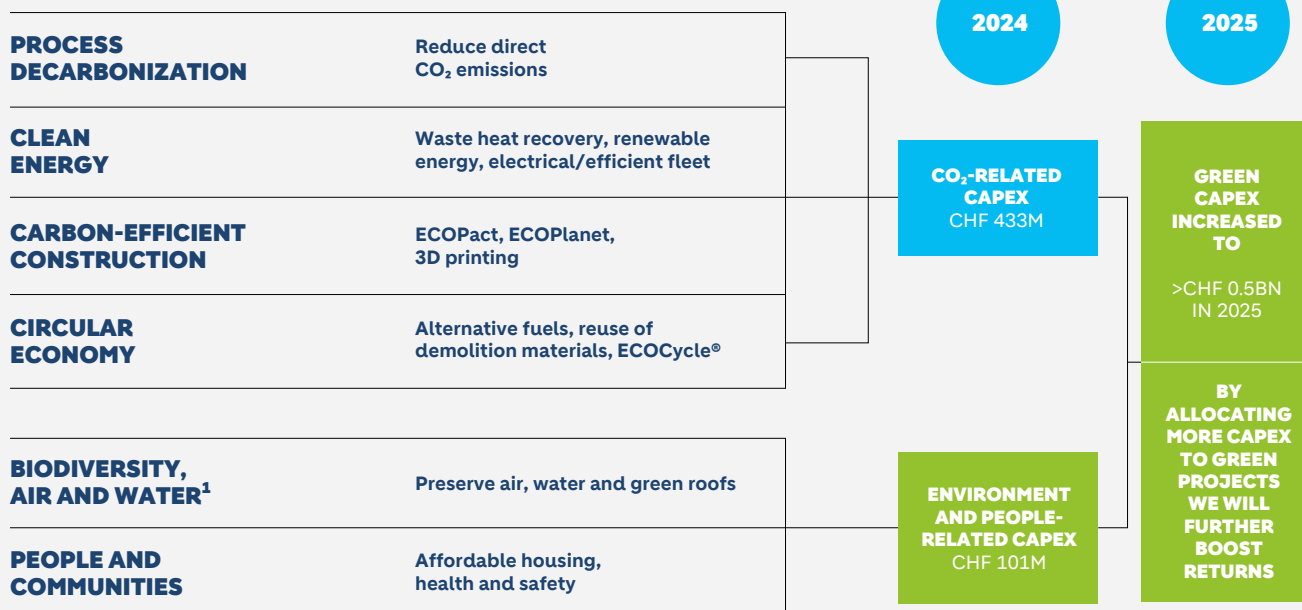 2024
2025
PROCESS
DECARBONIZATION
Reduce direct
CO₂ emissions
CLEAN
ENERGY
Waste heat recovery, renewable
energy, electrical/efficient fleet
CARBON-EFFICIENT
CONSTRUCTION
ECOPact, ECOPlanet,
3D printing
CIRCULAR
ECONOMY
Alternative fuels, reuse of
demolition materials, ECOCycle®
CO₂-RELATED
CAPEX
CHF 433M
GREEN
CAPEX
INCREASED
TO
>CHF 0.5BN
IN 2025
BIODIVERSITY,
AIR AND WATER¹
Preserve air, water and green roofs
PEOPLE AND
COMMUNITIES
Affordable housing,
health and safety
ENVIRONMENT
AND PEOPLE-
RELATED CAPEX
CHF 101M
BY
ALLOCATING
MORE CAPEX
TO GREEN
PROJECTS
WE WILL
FURTHER
BOOST
RETURNS